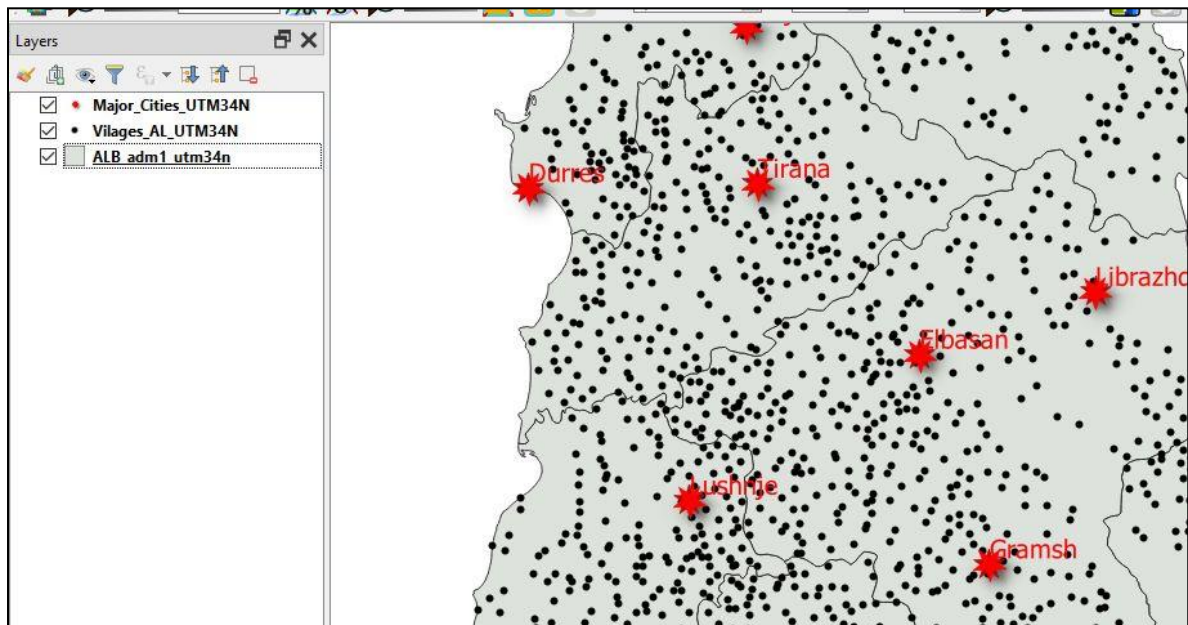 Layers
Major_Cities_UTM34N
Vilages_AL_UTM34N
ALB_adm1_utm34n
Durres
Tirana
Librazhd
Elbasan
Lushnje
Gramsh